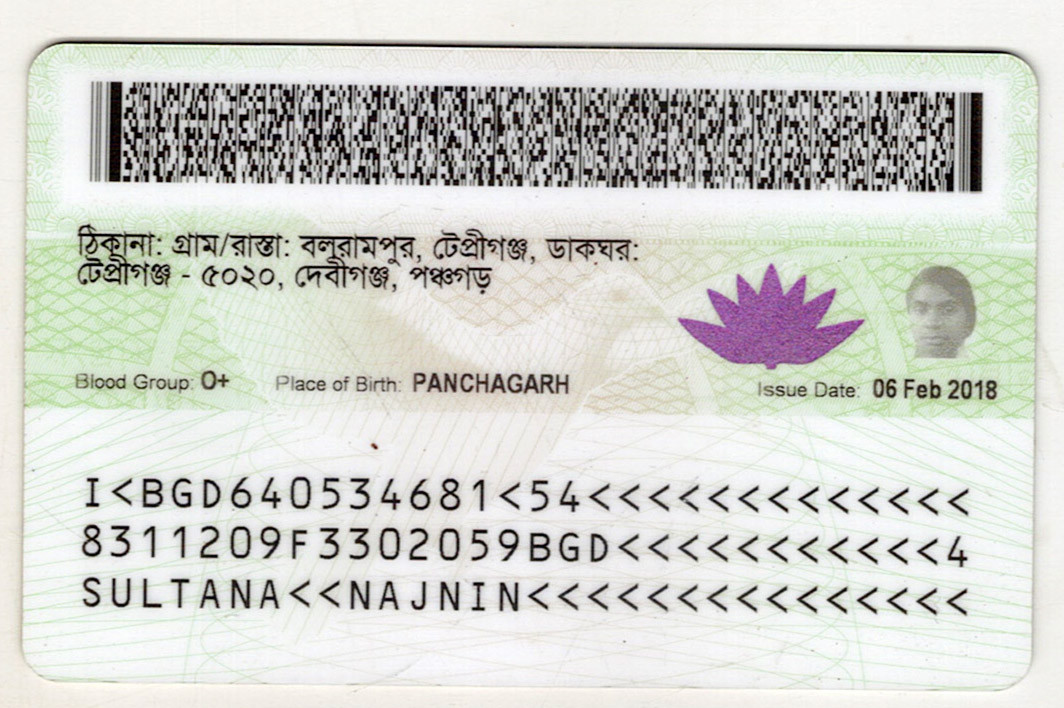 ঠিকানা: গ্রাম/রাস্তা: বলরামপুর, টেপ্রীগঞ্জ, ডাকঘর:
টেপ্রীগঞ্জ - ৫০২০, দেবীগঞ্জ, পঞ্চগড়
Blood Group: O+ Place of Birth: PANCHAGARH Issue Date: 06 Feb 2018
I<BGD640534681<54<<<<<<<<<<<<<
8311209F3302059BGD<<<<<<<<<<<4
SULTANA<<NAJNIN<<<<<<<<<<<<<<<